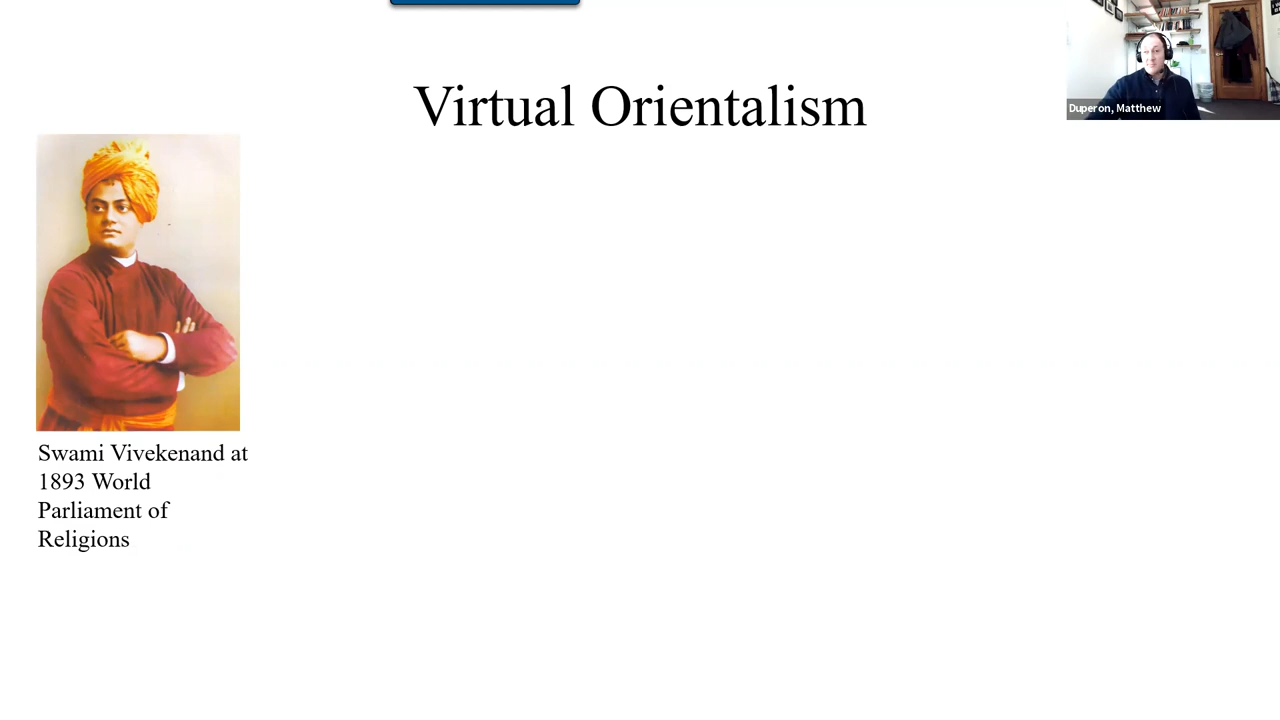 Virtual Orientalism
Duperon, Matthew
Swami Vivekenand at
1893 World
Parliament of
Religions